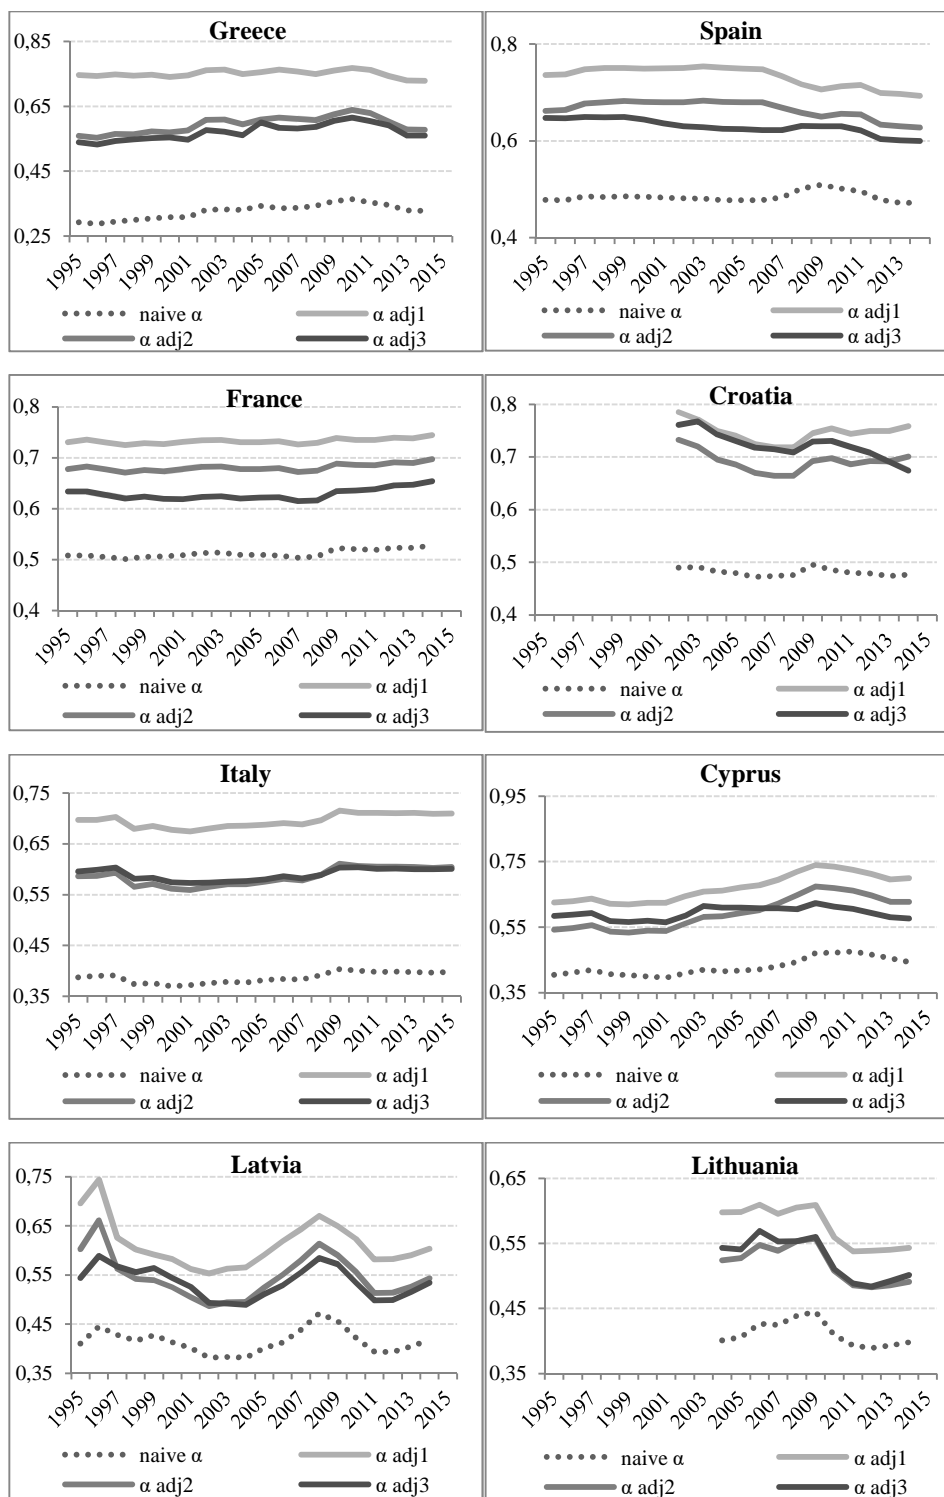 Greece
0,85
0,65
0,45
0,25
1995 1997 1999 2001 2003 2005 2007 2009 2011 2013 2015
naive α α adj1
α adj2 α adj3
Spain
0,8
0,6
0,4
1995 1997 1999 2001 2003 2005 2007 2009 2011 2013
naive α α adj1
α adj2 α adj3
France
0,8
0,7
0,6
0,5
0,4
1995 1997 1999 2001 2003 2005 2007 2009 2011 2013 2015
naive α α adj1
α adj2 α adj3
Croatia
0,8
0,7
0,6
0,5
0,4
1995 1997 1999 2001 2003 2005 2007 2009 2011 2013 2015
naive α α adj1
α adj2 α adj3
Italy
0,75
0,65
0,55
0,45
0,35
1995 1997 1999 2001 2003 2005 2007 2009 2011 2013 2015
naive α α adj1
α adj2 α adj3
Cyprus
0,95
0,75
0,55
0,35
1995 1997 1999 2001 2003 2005 2007 2009 2011 2013 2015
naive α α adj1
α adj2 α adj3
Latvia
0,75
0,65
0,55
0,45
0,35
1995 1997 1999 2001 2003 2005 2007 2009 2011 2013 2015
naive α α adj1
α adj2 α adj3
Lithuania
0,65
0,55
0,45
0,35
1995 1997 1999 2001 2003 2005 2007 2009 2011 2013 2015
naive α α adj1
α adj2 α adj3